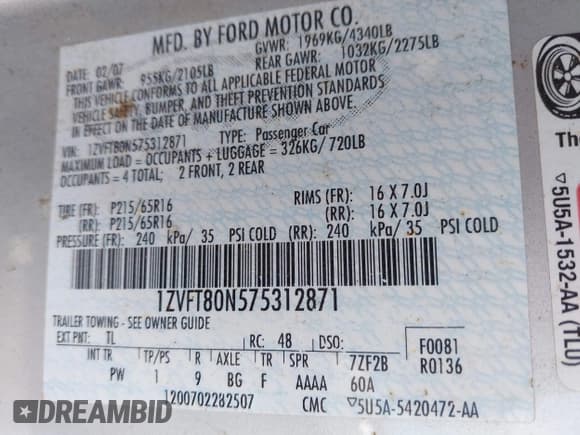 MFD. BY FORD MOTOR CO.
DATE: 02/07 GVWR: 1969KG/4340LB
FRONT GAWR: 955KG/2105LB REAR GAWR: 1032KG/2275LB
THIS VEHICLE CONFORMS TO ALL APPLICABLE FEDERAL MOTOR
VEHICLE SAFETY, BUMPER, AND THEFT PREVENTION STANDARDS
IN EFFECT ON THE DATE OF MANUFACTURE SHOWN ABOVE.
VIN: 1ZVFT80N575312871 TYPE: Passenger Car
MAXIMUM LOAD = OCCUPANTS + LUGGAGE = 326KG/720LB
OCCUPANTS = 4 TOTAL; 2 FRONT, 2 REAR
TIRE (FR): P215/65R16 RIMS (FR): 16 X 7.0J
(RR): P215/65R16 (RR): 16 X 7.0J
PRESSURE (FR): 240 kPa/ 35 PSI COLD (RR): 240 kPa/ 35 PSI COLD
1ZVFT80N575312871
TRAILER TOWING - SEE OWNER GUIDE
EXT PNT: TL RC: 48 DSO: F0081
INT TR TP/PS R AXLE TR SPR 7ZF2B R0136
PW 1 9 BG F AAAA 60A
1200702282507 CMC ▽5U5A-5420472-AA
The
▽5U5A-1532-AA (TLU)
DREAMBID